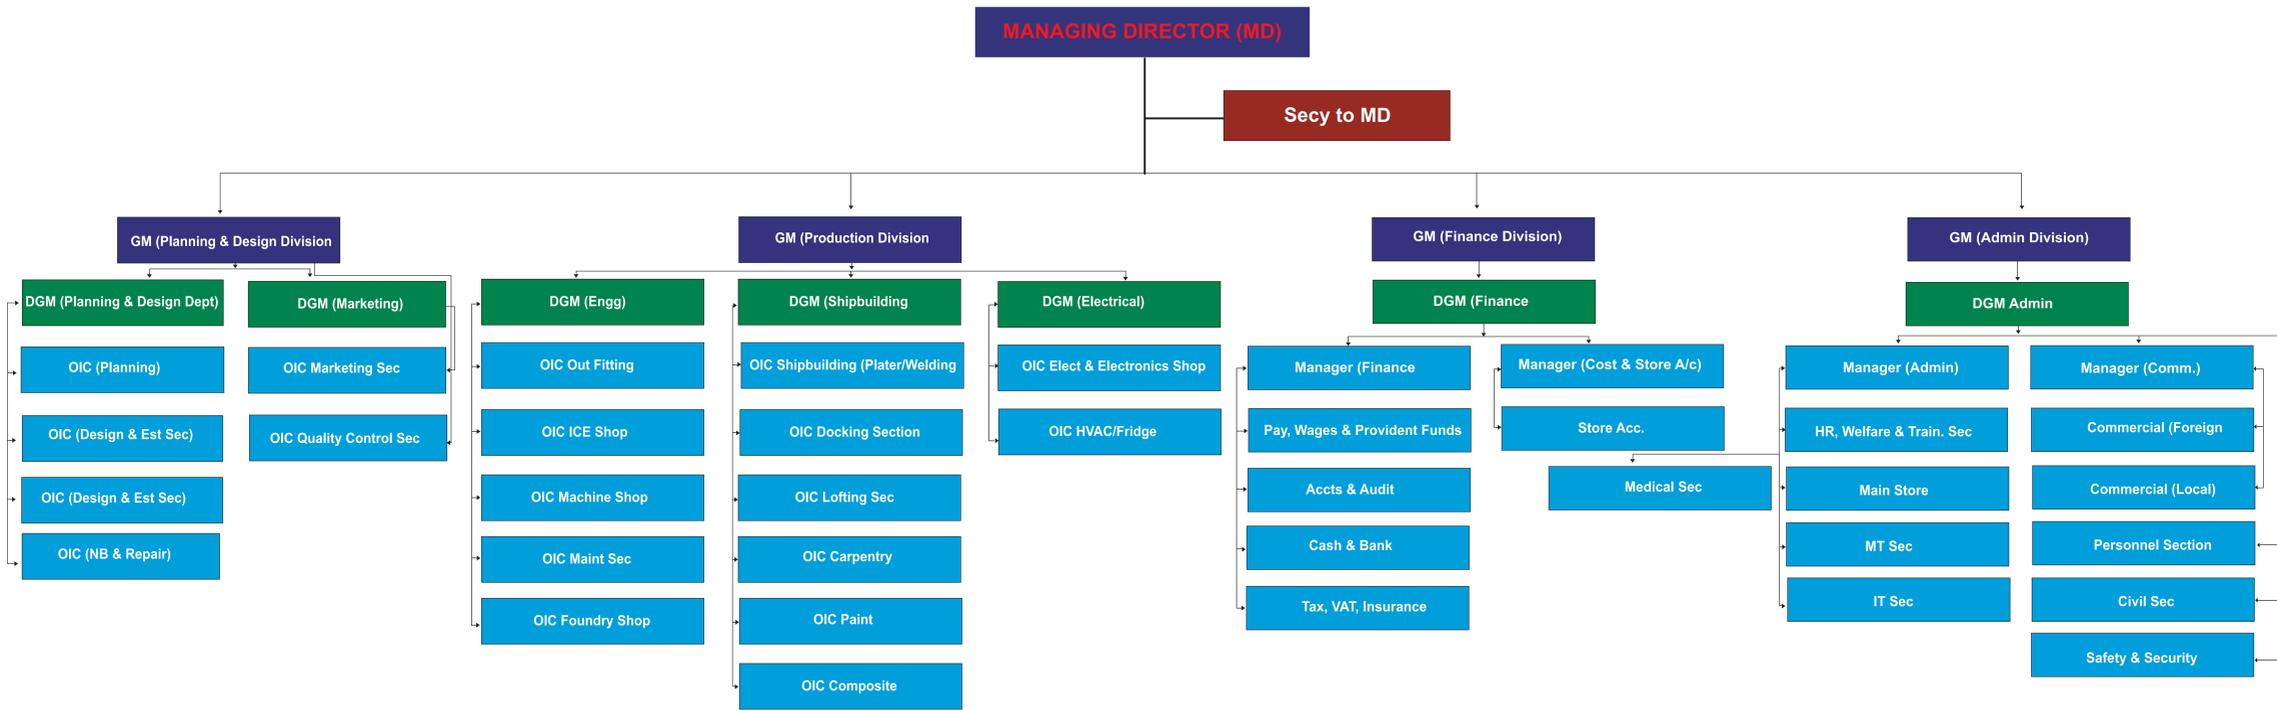 MANAGING DIRECTOR (MD)
Secy to MD
GM (Planning & Design Division
GM (Production Division
GM (Finance Division)
GM (Admin Division)
DGM (Planning & Design Dept)
OIC (Planning)
OIC (Design & Est Sec)
OIC (Design & Est Sec)
OIC (NB & Repair)
DGM (Marketing)
OIC Marketing Sec
OIC Quality Control Sec
DGM (Engg)
OIC Out Fitting
OIC ICE Shop
OIC Machine Shop
OIC Maint Sec
OIC Foundry Shop
DGM (Shipbuilding
OIC Shipbuilding (Plater/Welding
OIC Docking Section
OIC Lofting Sec
OIC Carpentry
OIC Paint
OIC Composite
DGM (Electrical)
OIC Elect & Electronics Shop
OIC HVAC/Fridge
DGM (Finance
Manager (Finance
Pay, Wages & Provident Funds
Accts & Audit
Cash & Bank
Tax, VAT, Insurance
Manager (Cost & Store A/c)
Store Acc.
DGM Admin
Manager (Admin)
HR, Welfare & Train. Sec
Medical Sec
Main Store
MT Sec
IT Sec
Manager (Comm.)
Commercial (Foreign
Commercial (Local)
Personnel Section
Civil Sec
Safety & Security